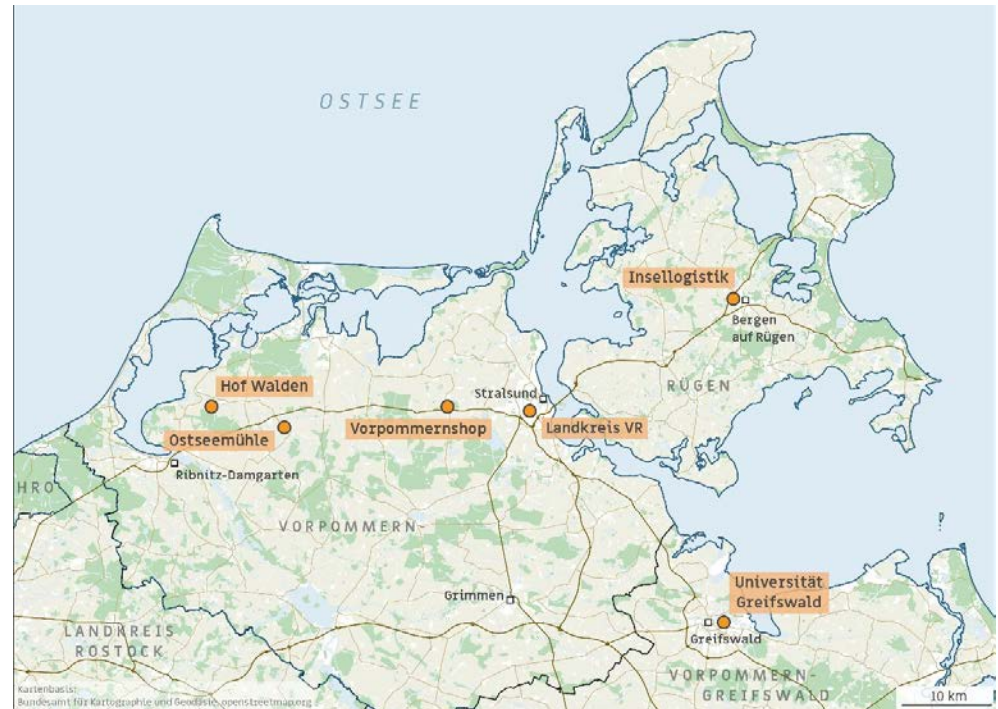 OSTSEE
Insellogistik
Bergen
auf Rügen
RÜGEN
Hof Walden
Stralsund
Ostseemühle
Vorpommernshop
Landkreis VR
Ribnitz-Damgarten
HRO
VORPOMMERN-
Universität
Greifswald
Grimmen
Greifswald
LANDKREIS
ROSTOCK
VORPOMMERN-
GREIFSWALD
Kartenbasis:
Bundesamt für Kartographie und Geodäsie, openstreetmap.org
10 km